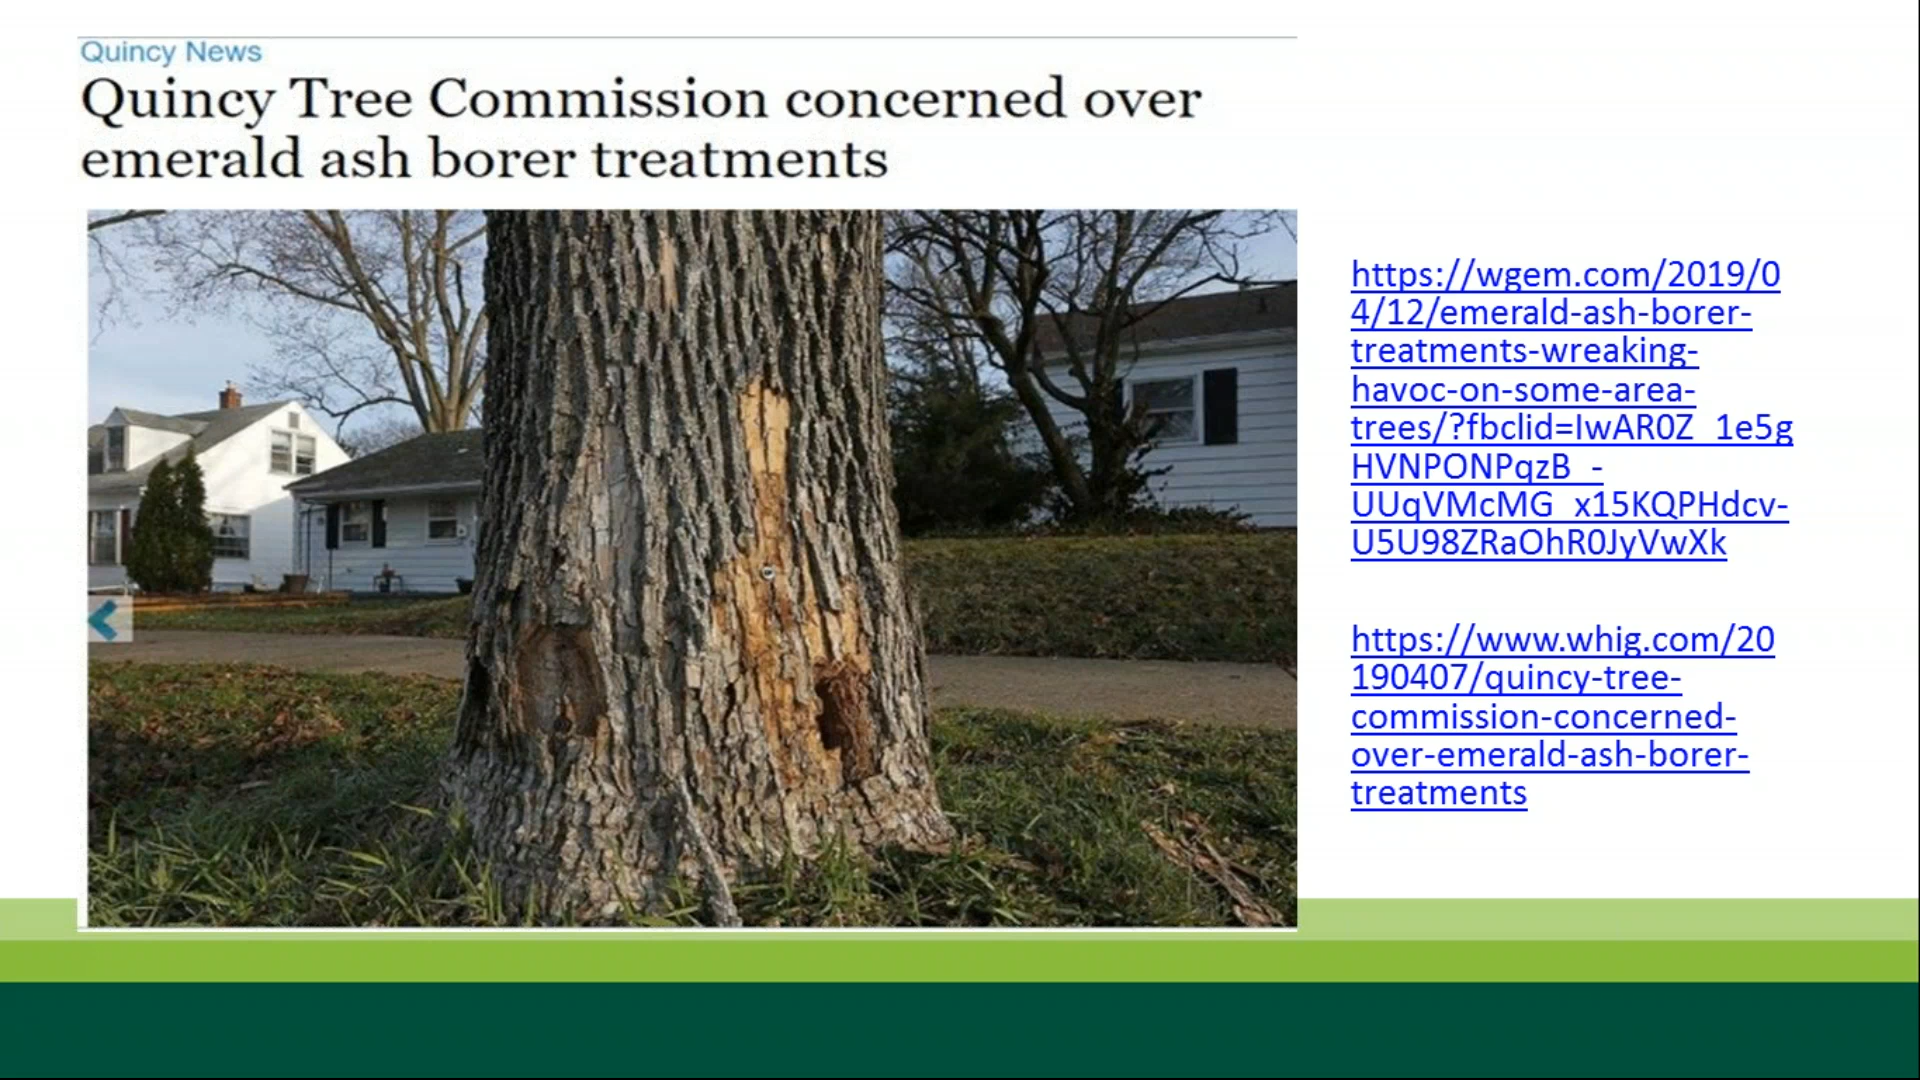 Quincy News
Quincy Tree Commission concerned over
emerald ash borer treatments
https://wgem.com/2019/0
4/12/emerald-ash-borer-
treatments-wreaking-
havoc-on-some-area-
trees/?fbclid=IwAR0Z_1e5g
HVNPONPqzB_-
UUqVMcMG_x15KQPHdcv-
U5U98ZRaOhR0JyVwXk
https://www.whig.com/20
190407/quincy-tree-
commission-concerned-
over-emerald-ash-borer-
treatments